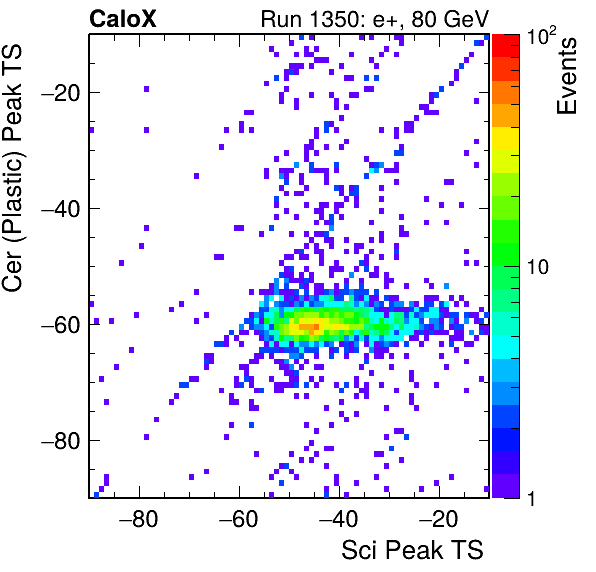 CaloX Run 1350: e+, 80 GeV
Cer (Plastic) Peak TS
−20
−40
−60
−80
−80 −60 −40 −20
Sci Peak TS
10²
10
1
Events